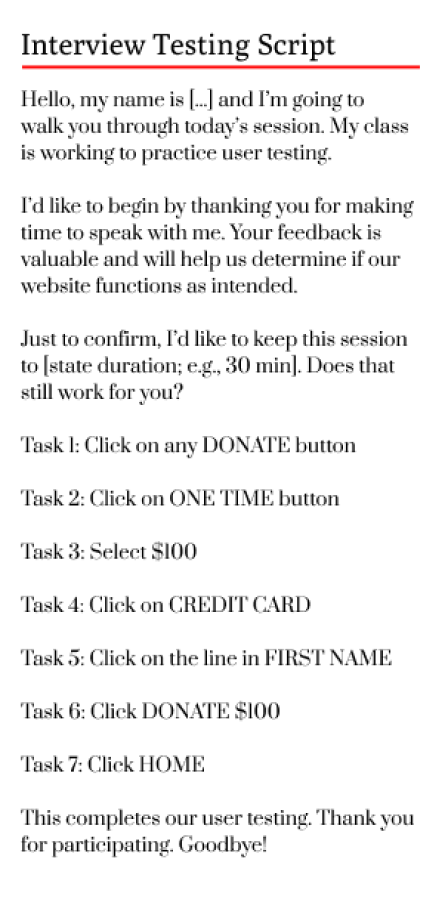 Interview Testing Script
Hello, my name is [...] and I'm going to
walk you through today's session. My class
is working to practice user testing.
I'd like to begin by thanking you for making
time to speak with me. Your feedback is
valuable and will help us determine if our
website functions as intended.
Just to confirm, I'd like to keep this session
to [state duration; e.g., 30 min]. Does that
still work for you?
Task 1: Click on any DONATE button
Task 2: Click on ONE TIME button
Task 3: Select $100
Task 4: Click on CREDIT CARD
Task 5: Click on the line in FIRST NAME
Task 6: Click DONATE $100
Task 7: Click HOME
This completes our user testing. Thank you
for participating. Goodbye!